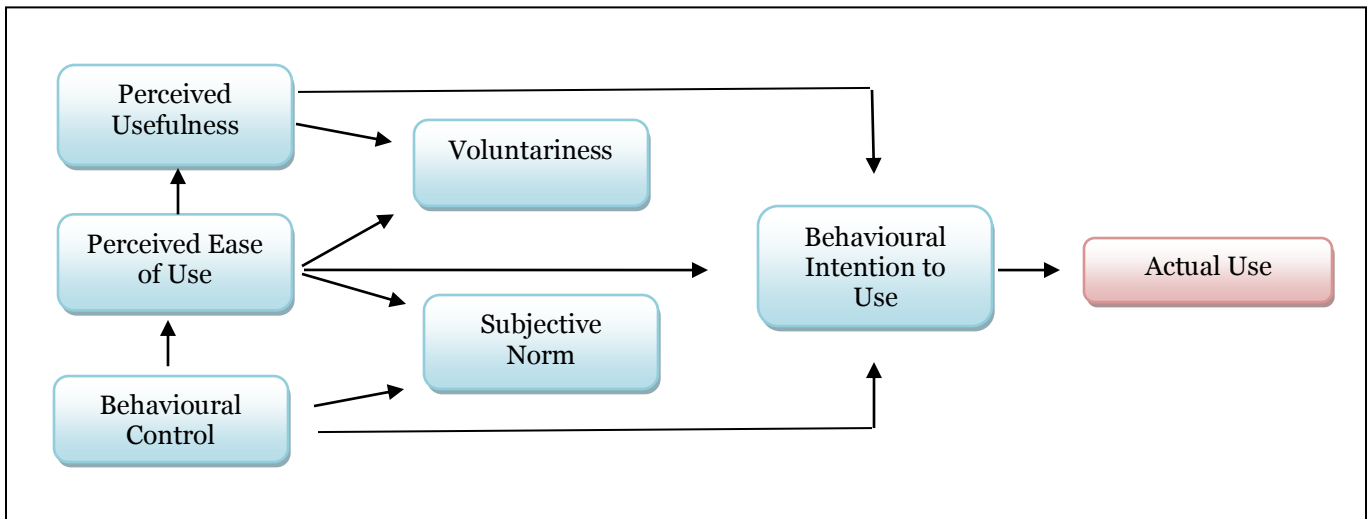 Perceived
Usefulness
Voluntariness
Perceived Ease
of Use
Behavioural
Intention to
Use
Actual Use
Subjective
Norm
Behavioural
Control